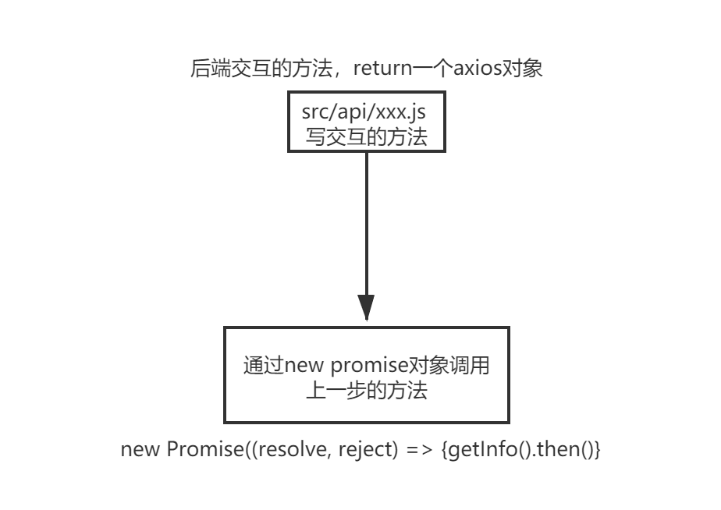 后端交互的方法，return一个axios对象
src/api/xxx.js
写交互的方法
通过new promise对象调用
上一步的方法
new Promise((resolve, reject) => {getInfo().then()}